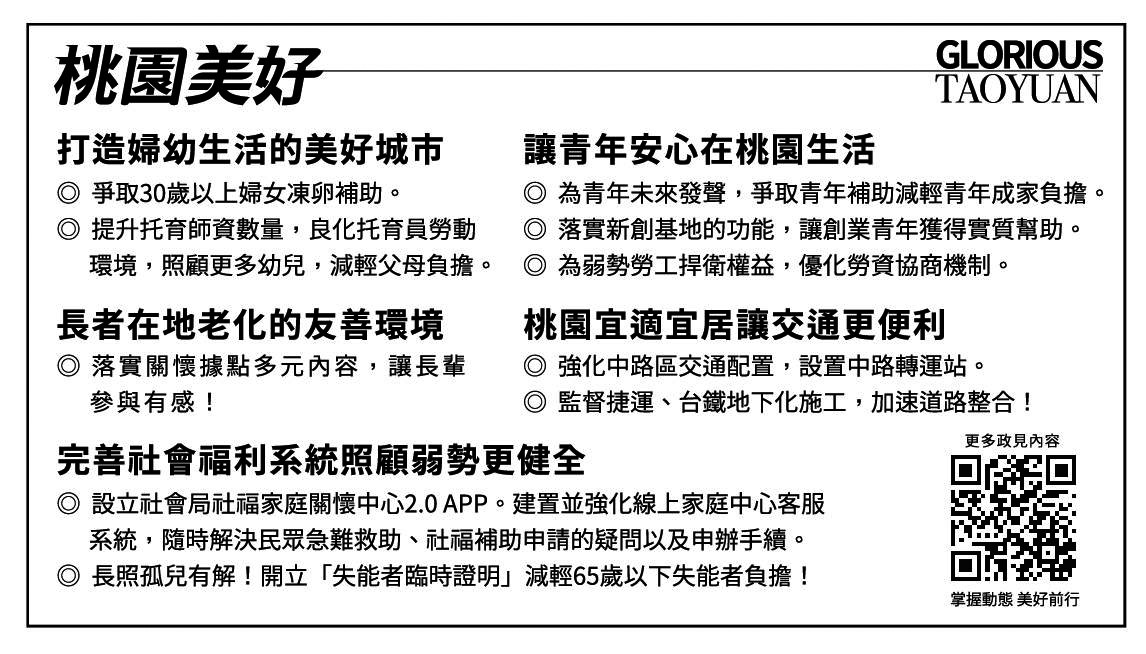 桃園美好
GLORIOUS
TAOYUAN
打造婦幼生活的美好城市
◎ 爭取30歲以上婦女凍卵補助。
◎ 提升托育師資數量，良化托育員勞動
環境，照顧更多幼兒，減輕父母負擔。
讓青年安心在桃園生活
◎ 為青年未來發聲，爭取青年補助減輕青年成家負擔。
◎ 落實新創基地的功能，讓創業青年獲得實質幫助。
◎ 為弱勢勞工捍衛權益，優化勞資協商機制。
長者在地老化的友善環境
◎ 落實關懷據點多元內容，讓長輩
參與有感！
桃園宜適宜居讓交通更便利
◎ 強化中路區交通配置，設置中路轉運站。
◎ 監督捷運、台鐵地下化施工，加速道路整合！
完善社會福利系統照顧弱勢更健全
◎ 設立社會局社福家庭關懷中心2.0 APP。建置並強化線上家庭中心客服
系統，隨時解決民眾急難救助、社福補助申請的疑問以及申辦手續。
◎ 長照孤兒有解！開立「失能者臨時證明」減輕65歲以下失能者負擔！
更多政見內容
掌握動態 美好前行